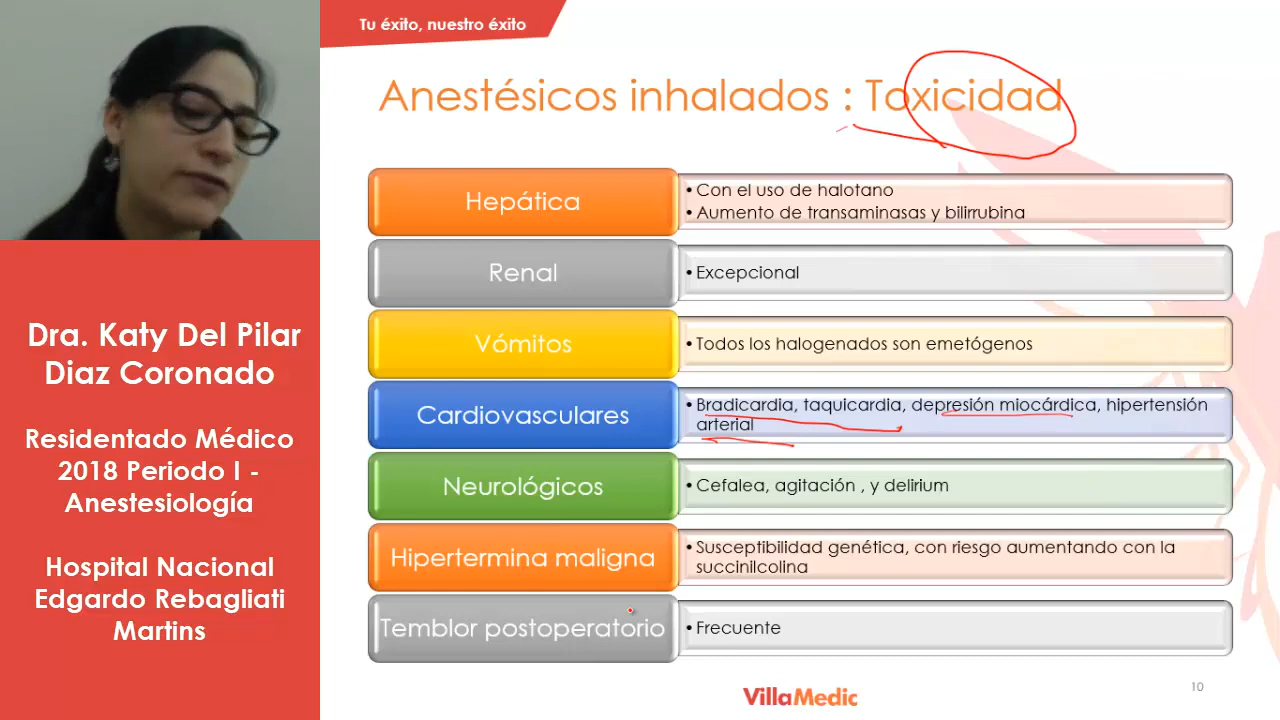 Tu éxito, nuestro éxito
Anestésicos inhalados : Toxicidad
Hepática
• Con el uso de halotano
• Aumento de transaminasas y bilirrubina
Renal
• Excepcional
Vómitos
• Todos los halogenados son emetógenos
Cardiovasculares
• Bradicardia, taquicardia, depresión miocárdica, hipertensión
arterial
Neurológicos
• Cefalea, agitación , y delirium
Hipertermina maligna
• Susceptibilidad genética, con riesgo aumentando con la
succinilcolina
Temblor postoperatorio
• Frecuente
Dra. Katy Del Pilar
Diaz Coronado
Residentado Médico
2018 Periodo I -
Anestesiología
Hospital Nacional
Edgardo Rebagliati
Martins
VillaMedic
10